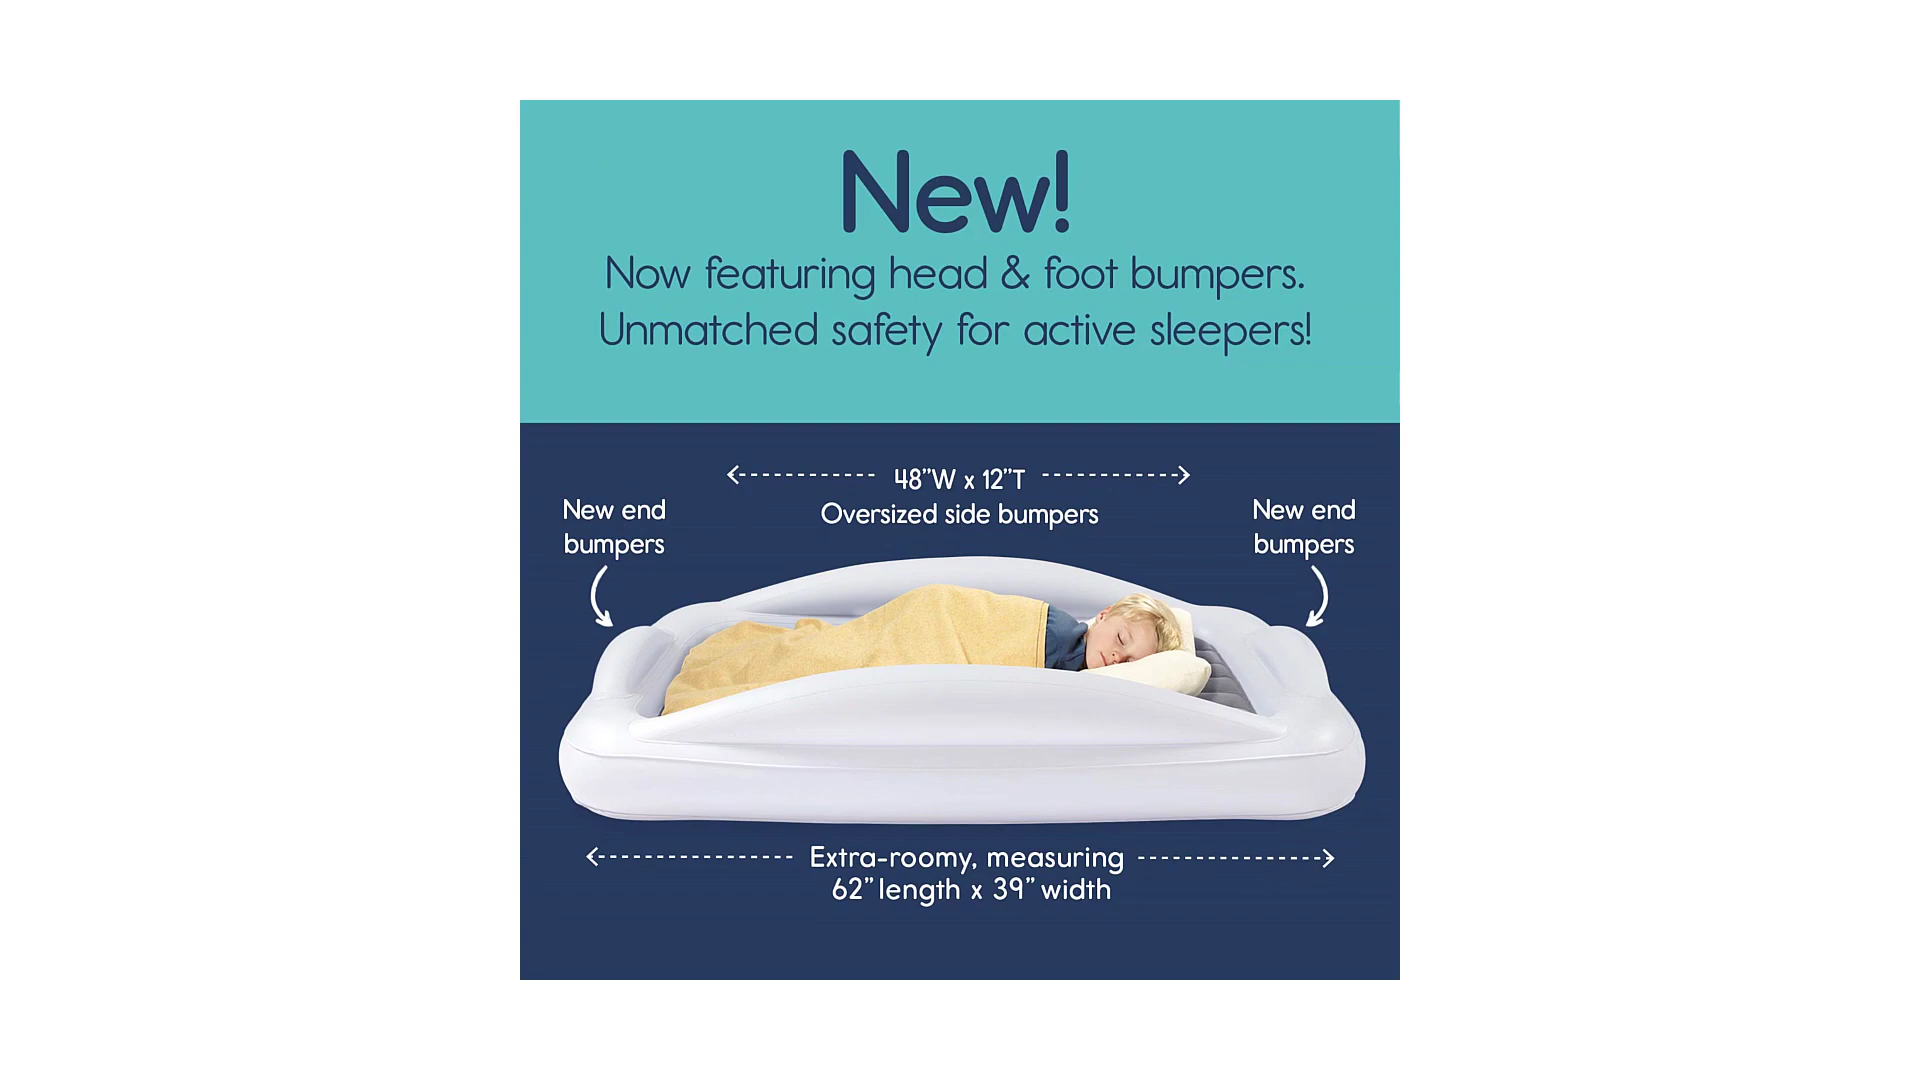 New!
Now featuring head & foot bumpers.
Unmatched safety for active sleepers!
48”W x 12”T
Oversized side bumpers
New end
bumpers
New end
bumpers
Extra-roomy, measuring
62” length x 39” width